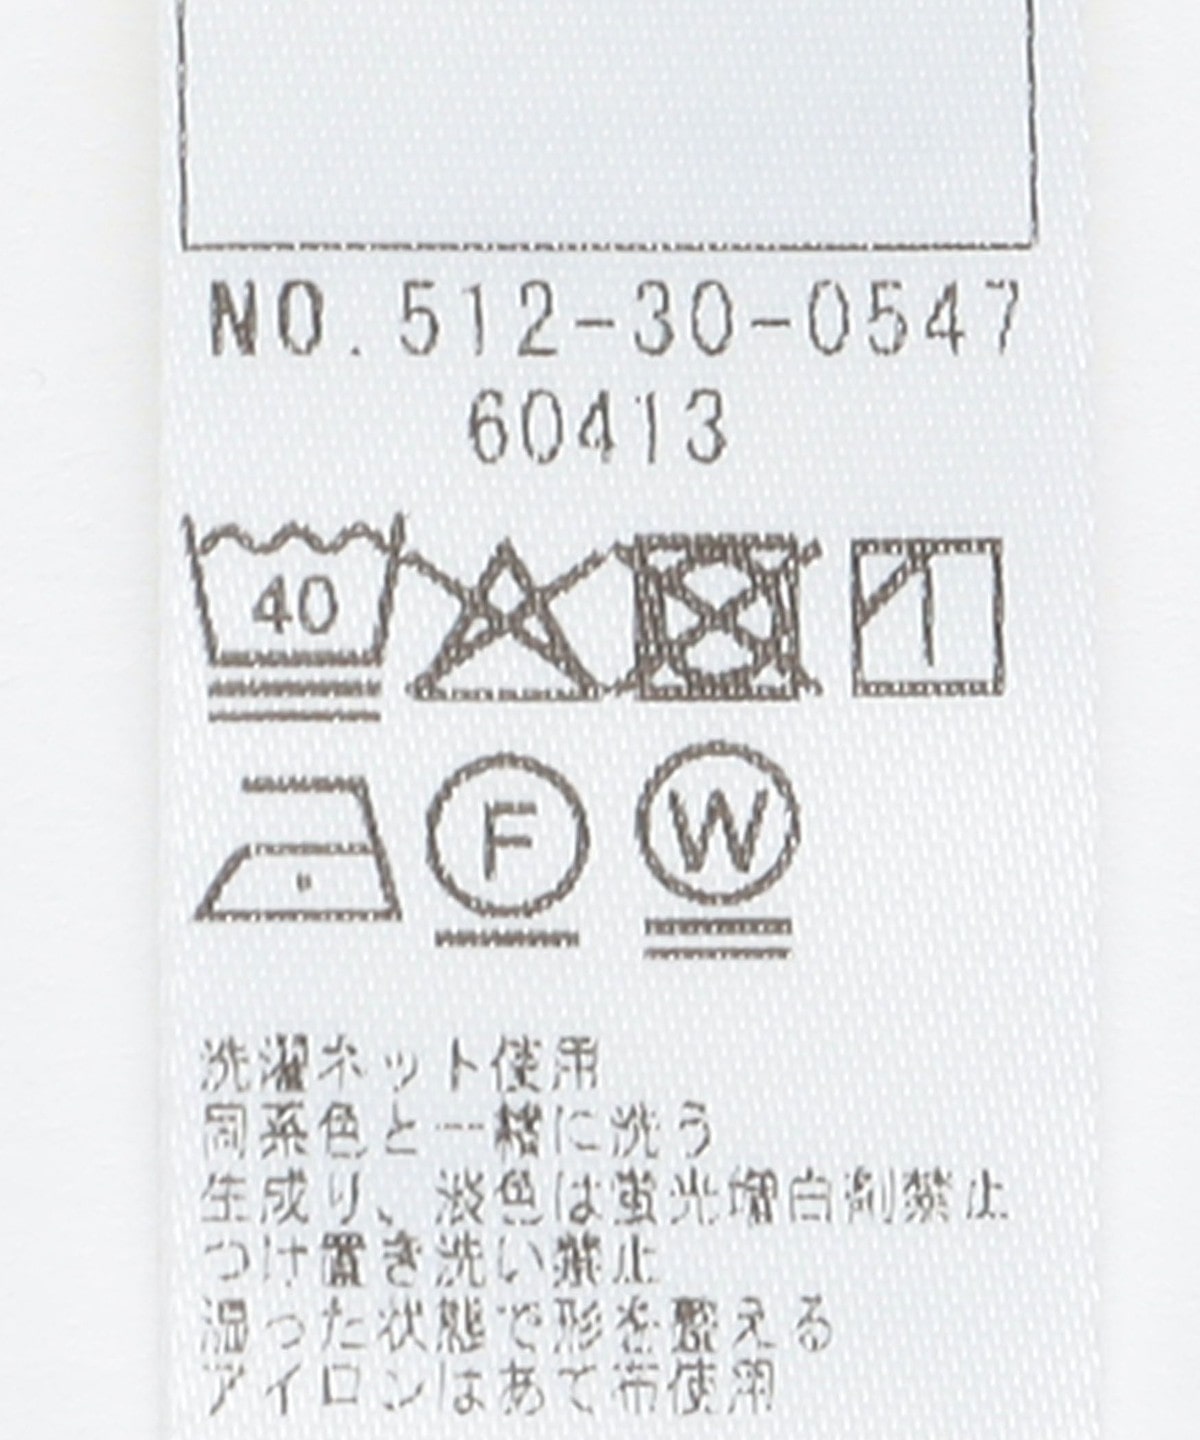 NO.512-30-0547
60413
40
F W
洗濯ネット使用
同系色と一緒に洗う
生成り、淡色は蛍光増白剤禁止
つけ置き洗い禁止
湿った状態で形を整える
アイロンはあて布使用